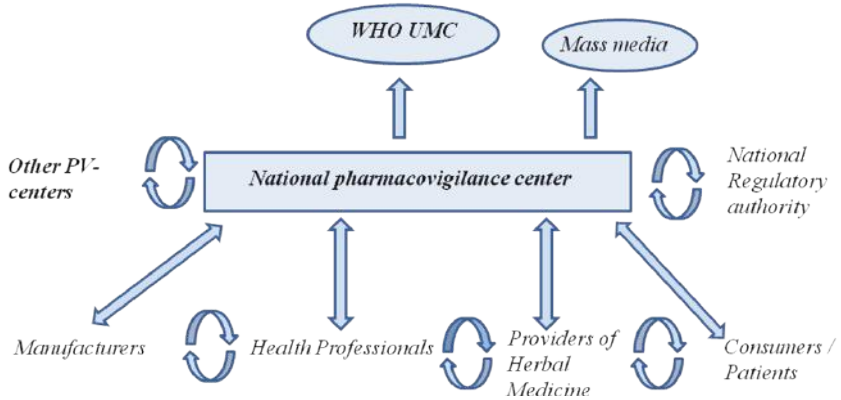 WHO UMC
Mass media
Other PV-
centers
National pharmacovigilance center
National
Regulatory
authority
Manufacturers
Health Professionals
Providers of
Herbal
Medicine
Consumers /
Patients